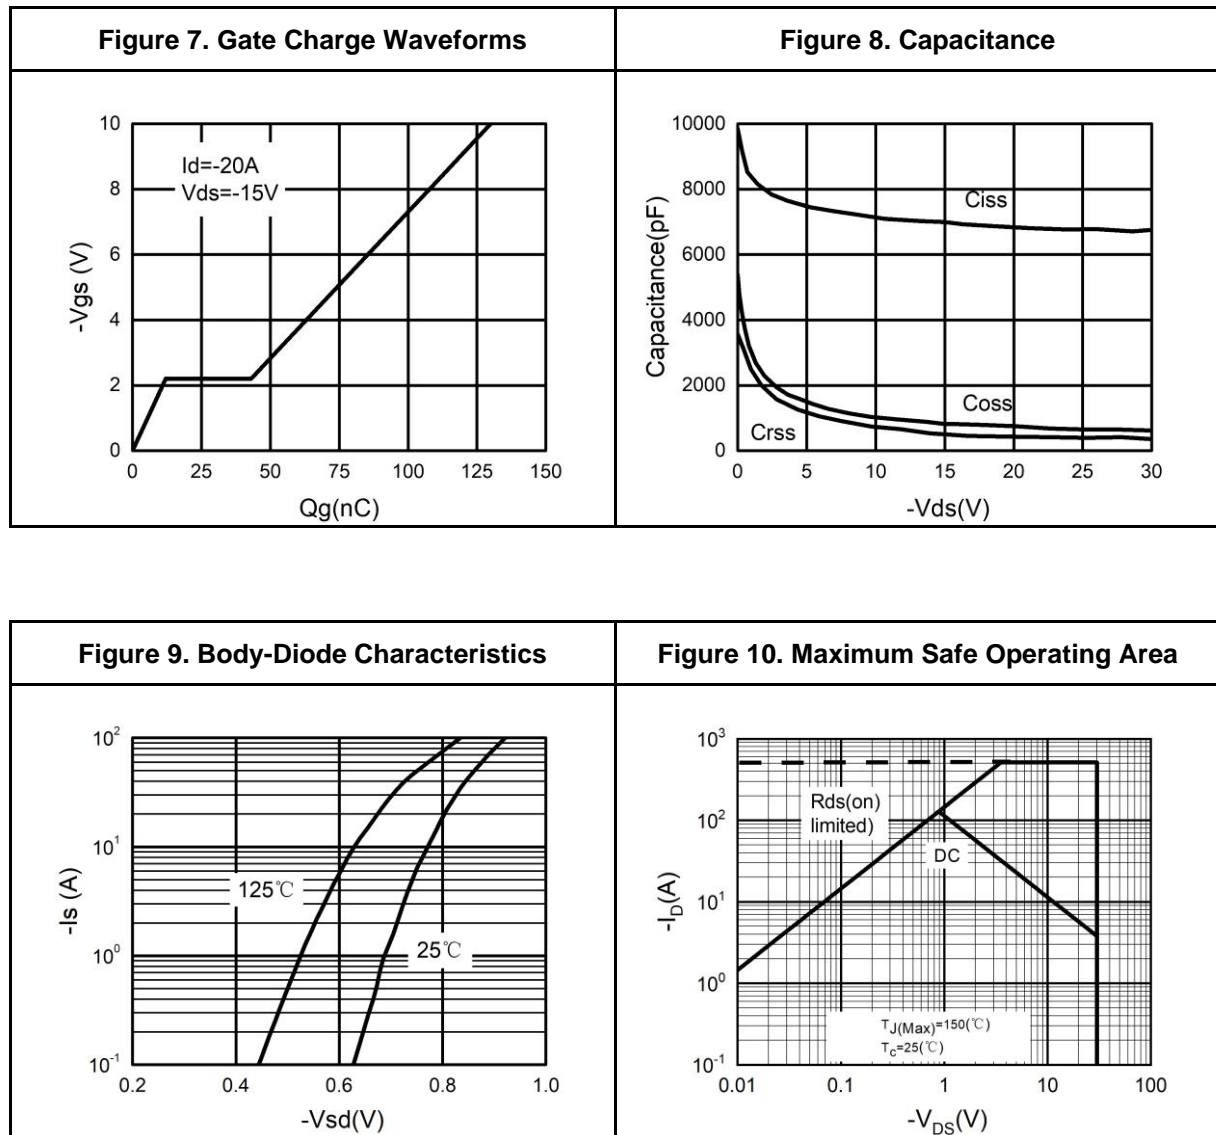 Figure 7. Gate Charge Waveforms
Figure 8. Capacitance
10
8
6
4
2
0
-Vgs (V)
Id=-20A
Vds=-15V
0 25 50 75 100 125 150
Qg(nC)
10000
8000
6000
4000
2000
0
Capacitance(pF)
Ciss
Coss
Crss
0 5 10 15 20 25 30
-Vds(V)
Figure 9. Body-Diode Characteristics
Figure 10. Maximum Safe Operating Area
10²
10¹
10⁰
10⁻¹
-Is (A)
125℃
25℃
0.2 0.4 0.6 0.8 1.0
-Vsd(V)
10³
10²
10¹
10⁰
10⁻¹
-I_D(A)
Rds(on)
limited)
DC
T_J(Max)=150(℃)
T_C=25(℃)
0.01 0.1 1 10 100
-V_DS(V)